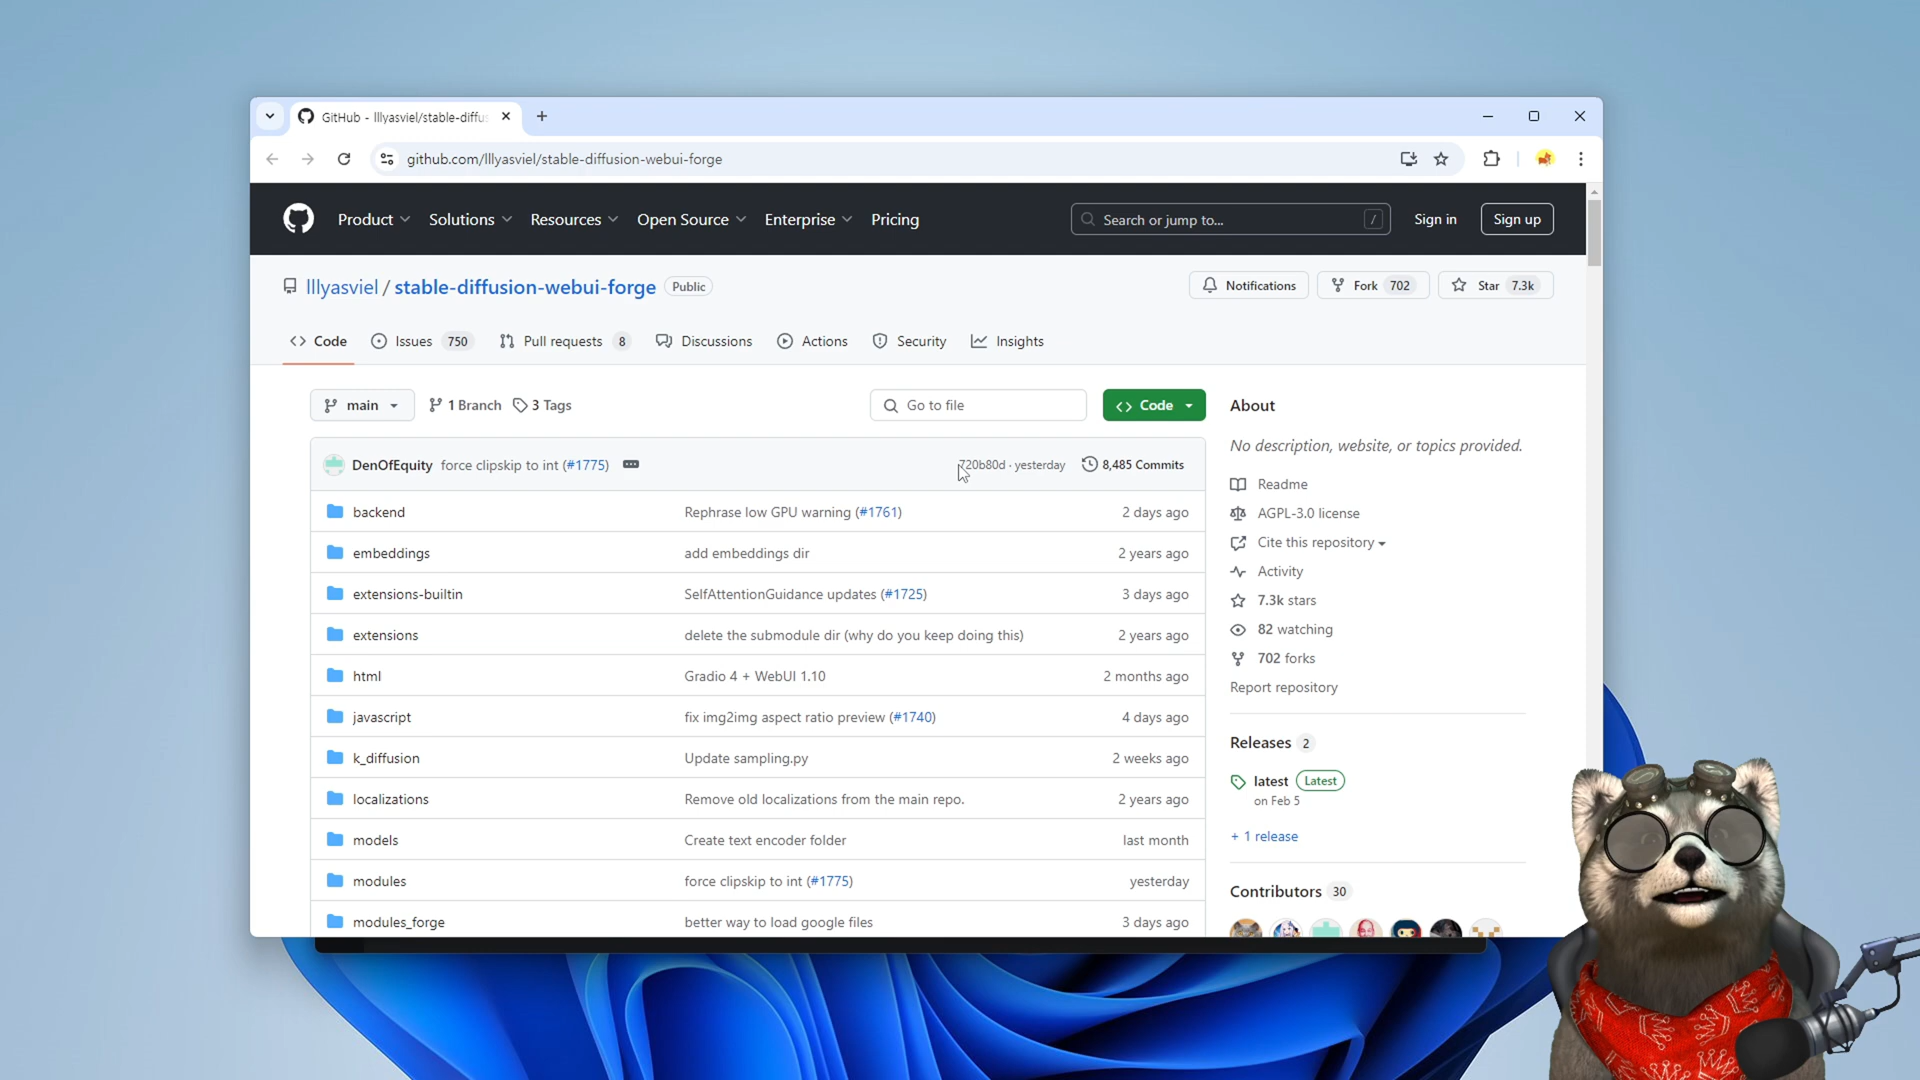 GitHub - lllyasviel/stable-diffu
github.com/lllyasviel/stable-diffusion-webui-forge
Product
Solutions
Resources
Open Source
Enterprise
Pricing
Search or jump to...
/
Sign in
Sign up
lllyasviel / stable-diffusion-webui-forge
Public
Notifications
Fork 702
Star 7.3k
Code
Issues 750
Pull requests 8
Discussions
Actions
Security
Insights
main
1 Branch
3 Tags
Go to file
Code
DenOfEquity force clipskip to int (#1775)
720b80d · yesterday
8,485 Commits
backend Rephrase low GPU warning (#1761) 2 days ago
embeddings add embeddings dir 2 years ago
extensions-builtin SelfAttentionGuidance updates (#1725) 3 days ago
extensions delete the submodule dir (why do you keep doing this) 2 years ago
html Gradio 4 + WebUI 1.10 2 months ago
javascript fix img2img aspect ratio preview (#1740) 4 days ago
k_diffusion Update sampling.py 2 weeks ago
localizations Remove old localizations from the main repo. 2 years ago
models Create text encoder folder last month
modules force clipskip to int (#1775) yesterday
modules_forge better way to load google files 3 days ago
About
No description, website, or topics provided.
Readme
AGPL-3.0 license
Cite this repository
Activity
7.3k stars
82 watching
702 forks
Report repository
Releases 2
latest Latest
on Feb 5
+ 1 release
Contributors 30